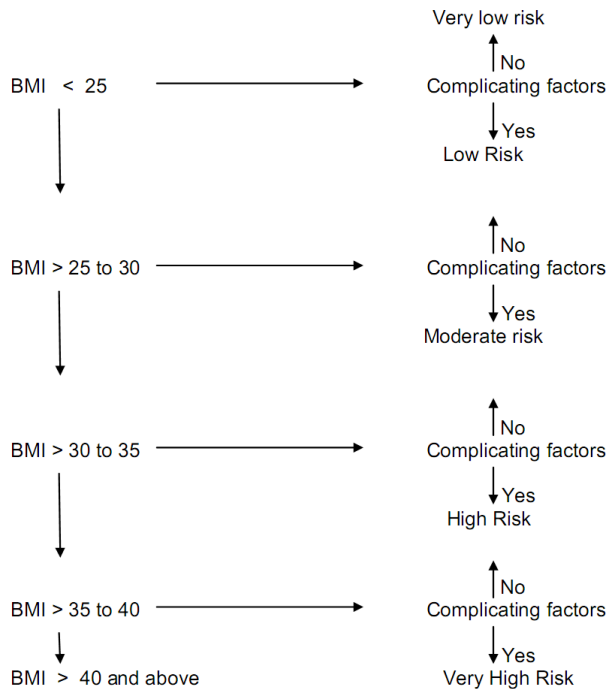 Very low risk
No
BMI < 25 Complicating factors
Yes
Low Risk
No
BMI > 25 to 30 Complicating factors
Yes
Moderate risk
No
BMI > 30 to 35 Complicating factors
Yes
High Risk
No
BMI > 35 to 40 Complicating factors
Yes
BMI > 40 and above Very High Risk